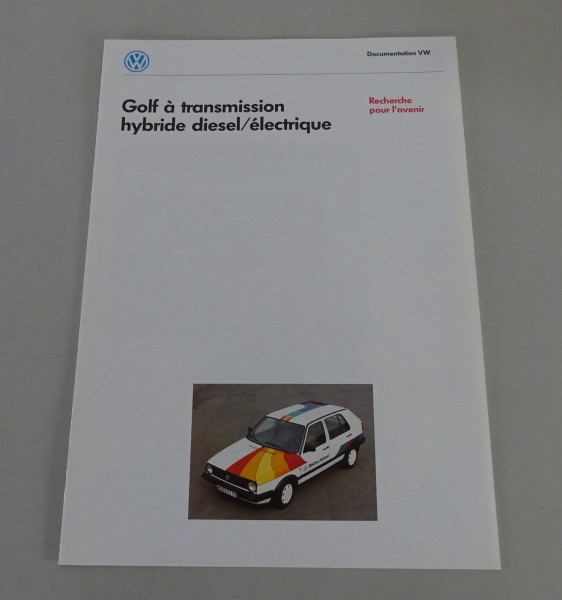 Documentation VW
Golf à transmission
hybride diesel/électrique
Recherche
pour l'avenir